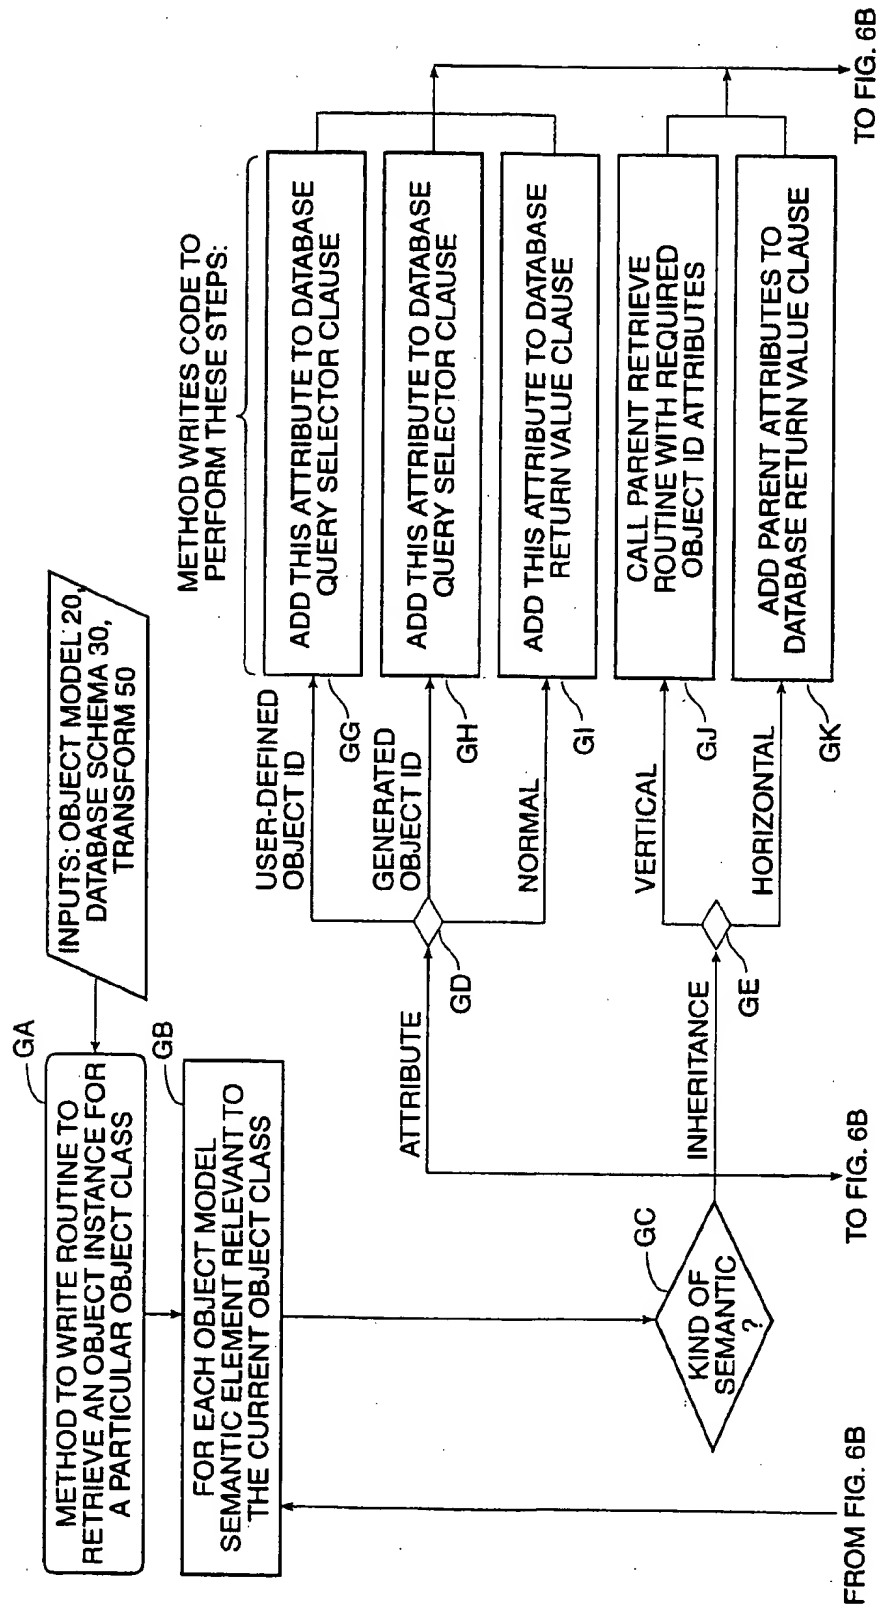 GA
METHOD TO WRITE ROUTINE TO
RETRIEVE AN OBJECT INSTANCE FOR
A PARTICULAR OBJECT CLASS
INPUTS: OBJECT MODEL 20,
DATABASE SCHEMA 30,
TRANSFORM 50
GB
FOR EACH OBJECT MODEL
SEMANTIC ELEMENT RELEVANT TO
THE CURRENT OBJECT CLASS
FROM FIG. 6B
GC
KIND OF
SEMANTIC
?
TO FIG. 6B
ATTRIBUTE
GD
INHERITANCE
GE
METHOD WRITES CODE TO
PERFORM THESE STEPS:
USER-DEFINED
OBJECT ID
GG
ADD THIS ATTRIBUTE TO DATABASE
QUERY SELECTOR CLAUSE
GENERATED
OBJECT ID
GH
ADD THIS ATTRIBUTE TO DATABASE
QUERY SELECTOR CLAUSE
NORMAL
GI
ADD THIS ATTRIBUTE TO DATABASE
RETURN VALUE CLAUSE
VERTICAL
GJ
CALL PARENT RETRIEVE
ROUTINE WITH REQUIRED
OBJECT ID ATTRIBUTES
HORIZONTAL
GK
ADD PARENT ATTRIBUTES TO
DATABASE RETURN VALUE CLAUSE
TO FIG. 6B